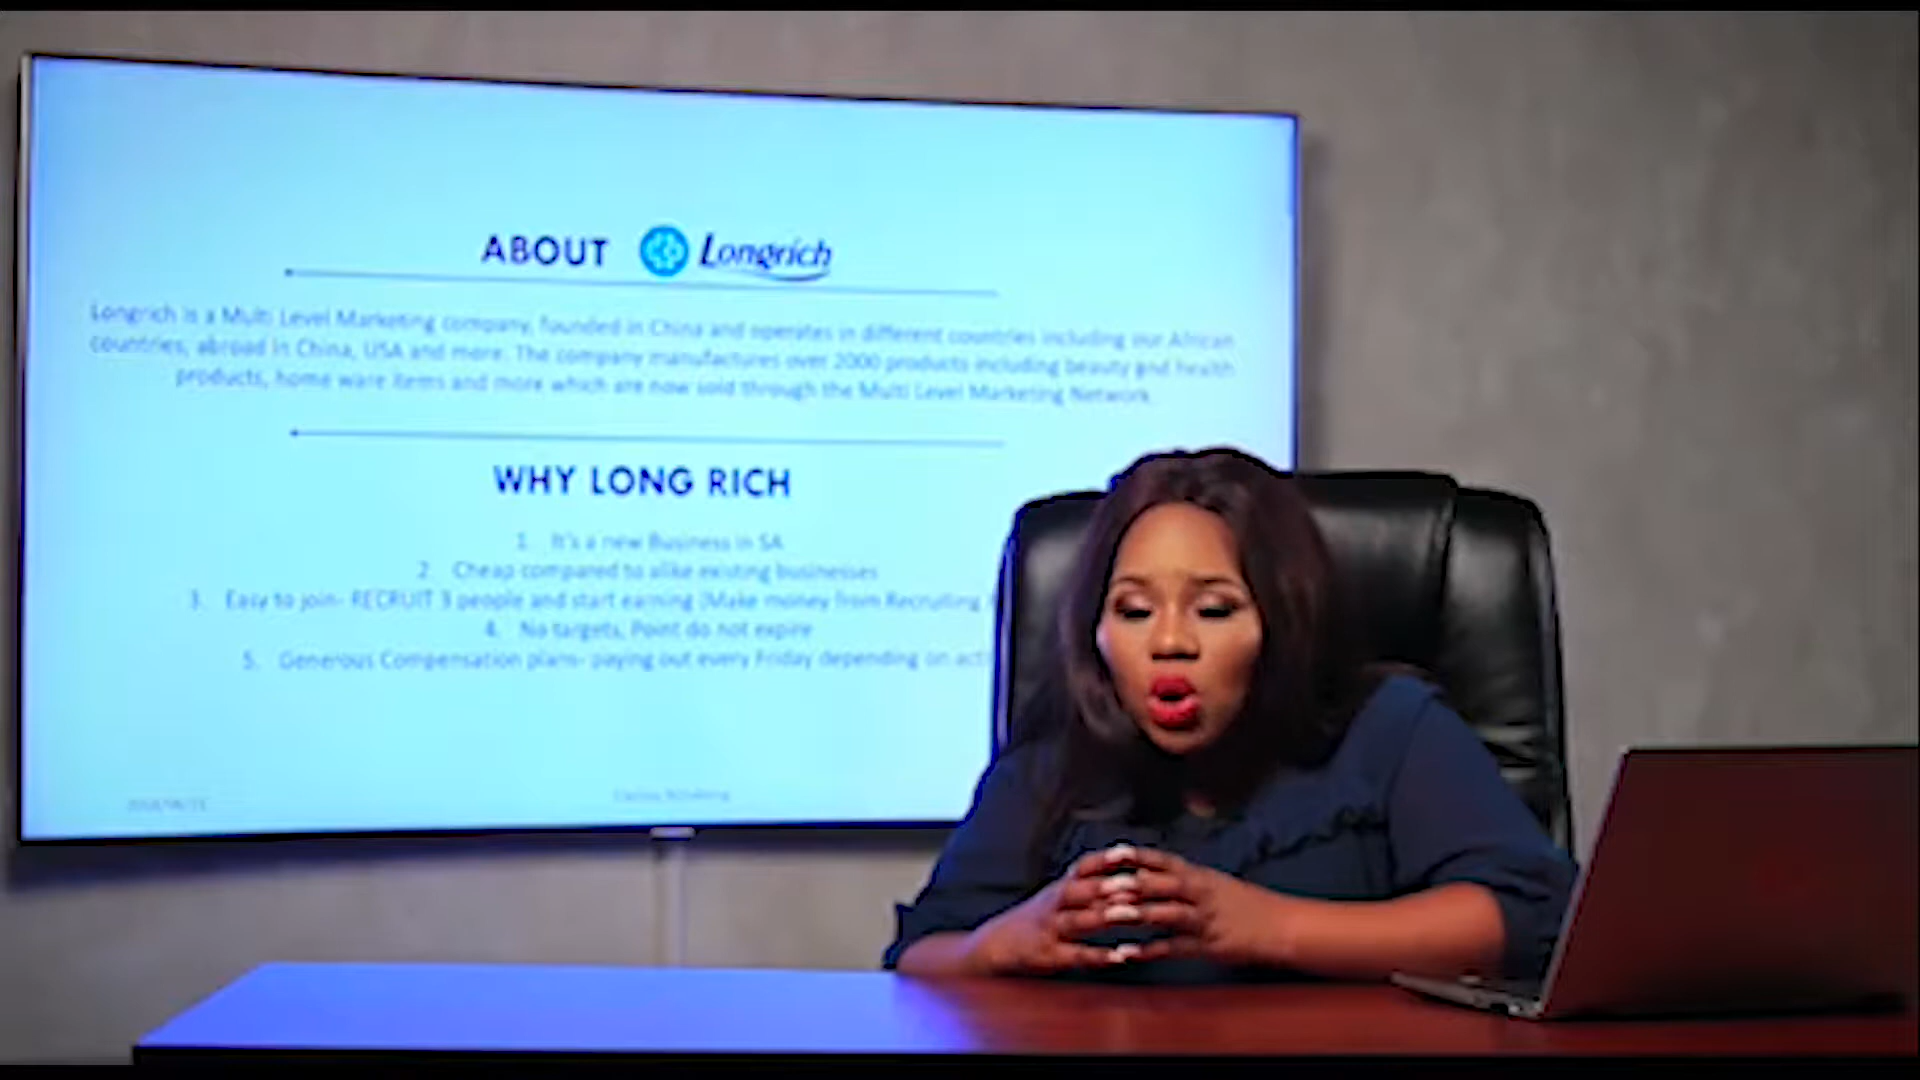 ABOUT Longrich
Longrich is a Multi Level Marketing company, founded in China and operates in different countries including our African
countries, abroad in China, USA and more. The company manufactures over 2000 products including beauty and health
products, home ware items and more which are now sold through the Multi Level Marketing Network
WHY LONG RICH
1. It's a new Business in SA
2. Cheap compared to alike existing businesses
3. Easy to join- RECRUIT 3 people and start earning (Make money from Recruiting
4. No targets, Point do not expire
5. Generous Compensation plans- paying out every Friday depending on